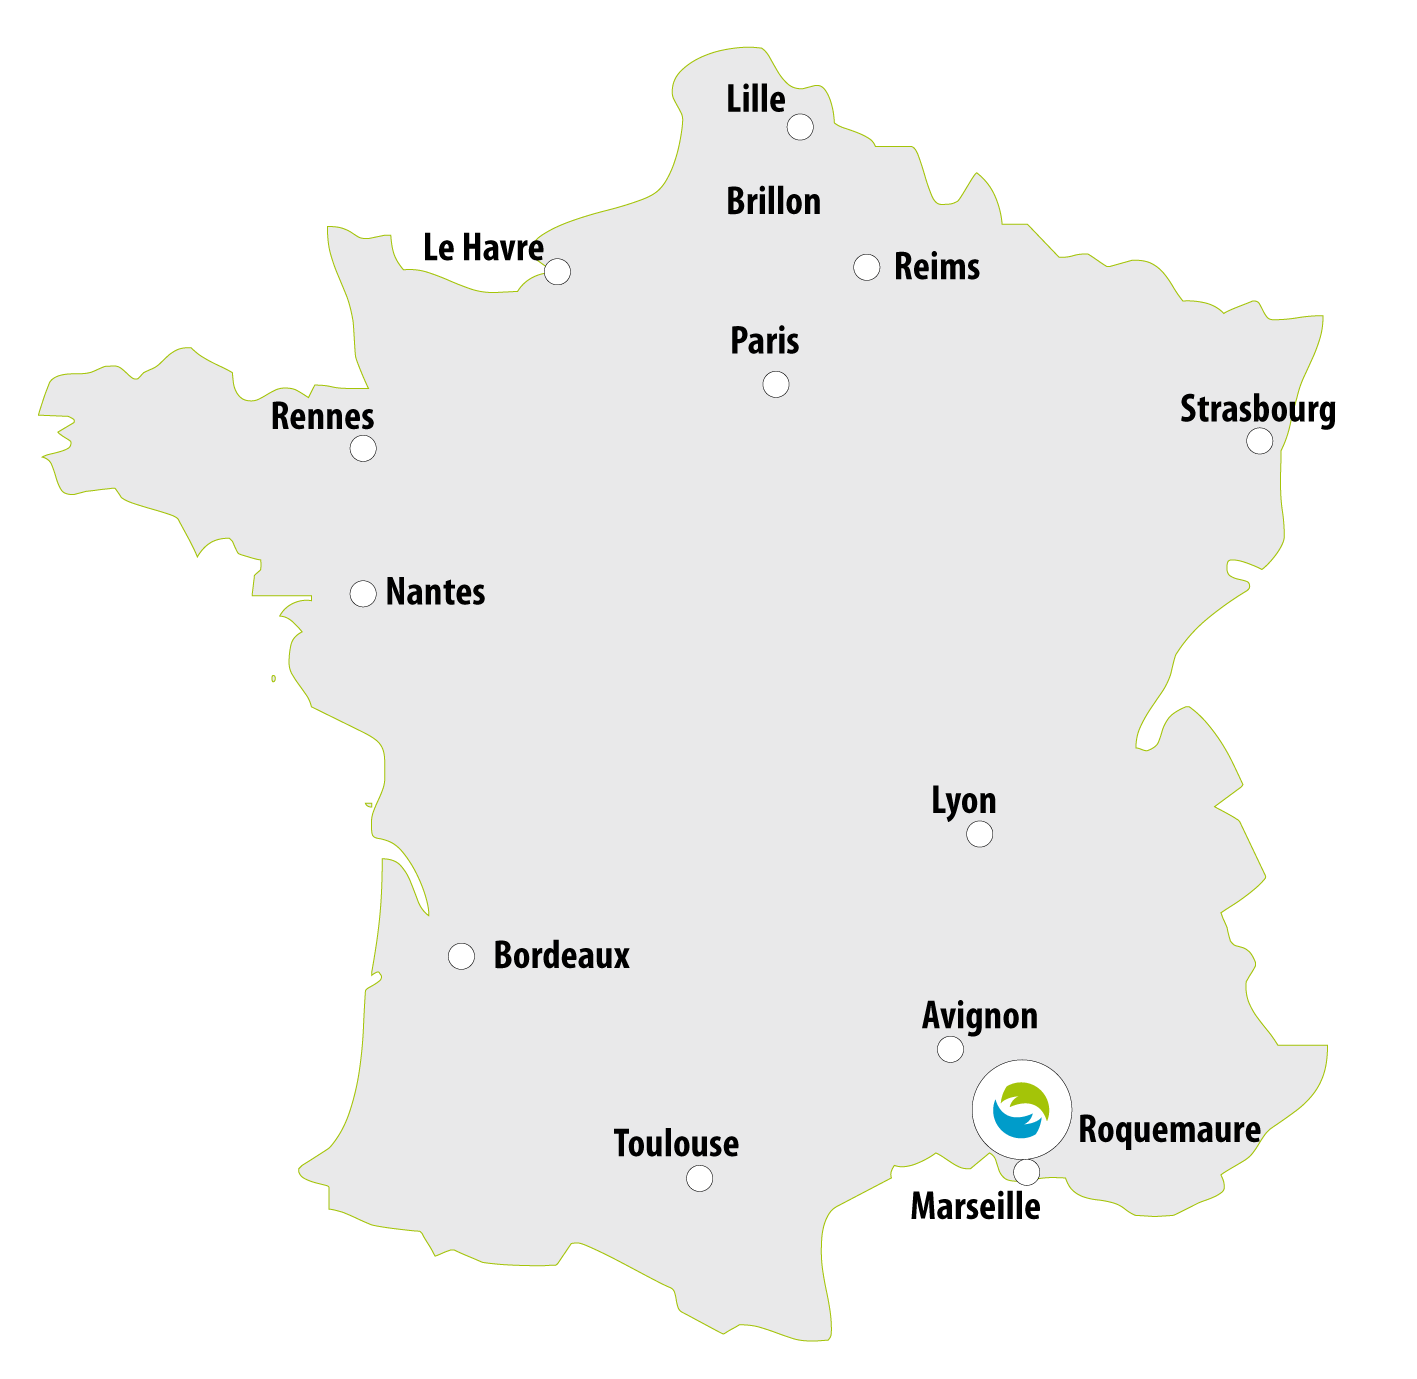 Lille
Brillon
Le Havre
Reims
Paris
Strasbourg
Rennes
Nantes
Lyon
Bordeaux
Avignon
Roquemaure
Toulouse
Marseille